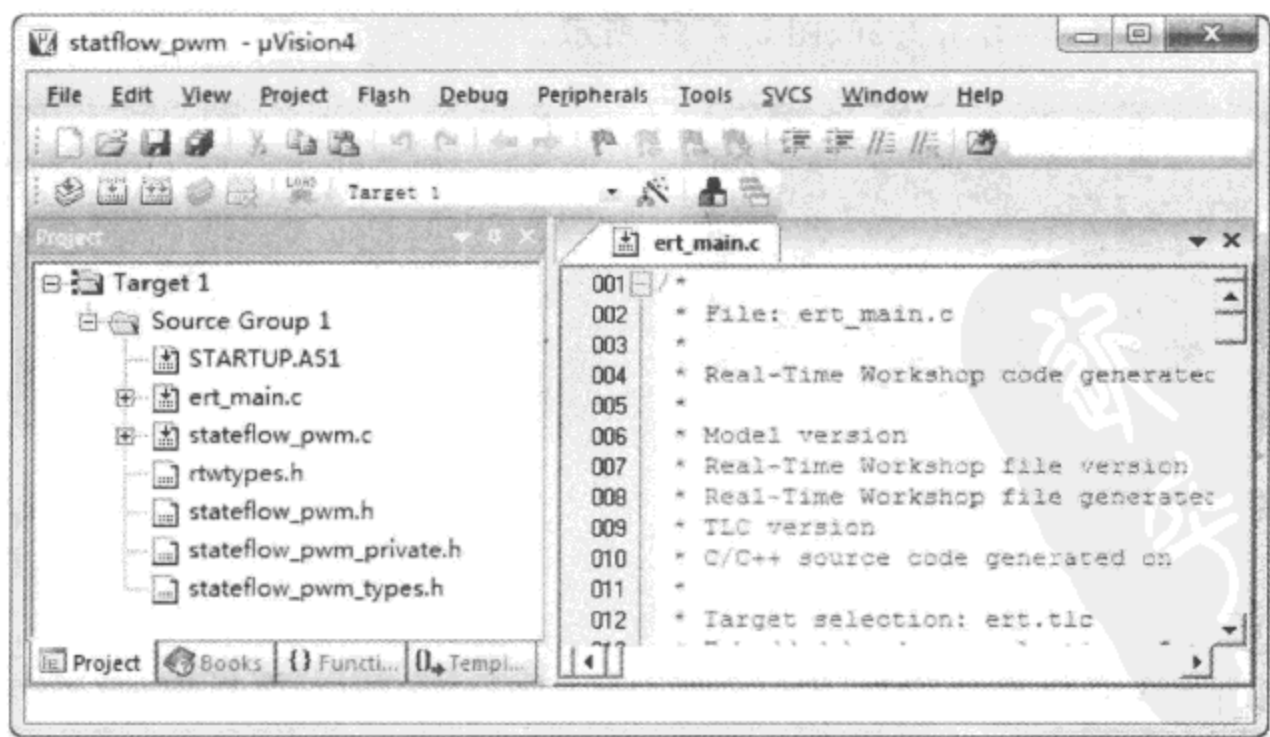 statflow_pwm - µVision4
File Edit View Project Flash Debug Peripherals Tools SVCS Window Help
LOAD Target 1
Project
ert_main.c
Target 1
Source Group 1
STARTUP.A51
ert_main.c
stateflow_pwm.c
rtwtypes.h
stateflow_pwm.h
stateflow_pwm_private.h
stateflow_pwm_types.h
001 /*
002 * File: ert_main.c
003 *
004 * Real-Time Workshop code generated
005 *
006 * Model version
007 * Real-Time Workshop file version
008 * Real-Time Workshop file generated
009 * TLC version
010 * C/C++ source code generated on
011 *
012 * Target selection: ert.tlc
Project Books {} Functi... Templ...